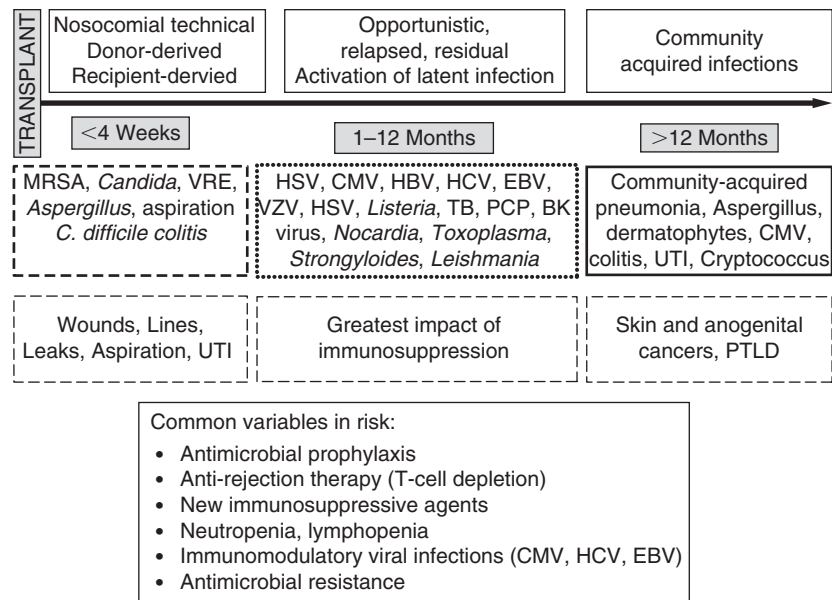 TRANSPLANT
Nosocomial technical
Donor-derived
Recipient-dervied
Opportunistic,
relapsed, residual
Activation of latent infection
Community
acquired infections
<4 Weeks
1–12 Months
>12 Months
MRSA, Candida, VRE,
Aspergillus, aspiration
C. difficile colitis
HSV, CMV, HBV, HCV, EBV,
VZV, HSV, Listeria, TB, PCP, BK
virus, Nocardia, Toxoplasma,
Strongyloides, Leishmania
Community-acquired
pneumonia, Aspergillus,
dermatophytes, CMV,
colitis, UTI, Cryptococcus
Wounds, Lines,
Leaks, Aspiration, UTI
Greatest impact of
immunosuppression
Skin and anogenital
cancers, PTLD
Common variables in risk:
• Antimicrobial prophylaxis
• Anti-rejection therapy (T-cell depletion)
• New immunosuppressive agents
• Neutropenia, lymphopenia
• Immunomodulatory viral infections (CMV, HCV, EBV)
• Antimicrobial resistance